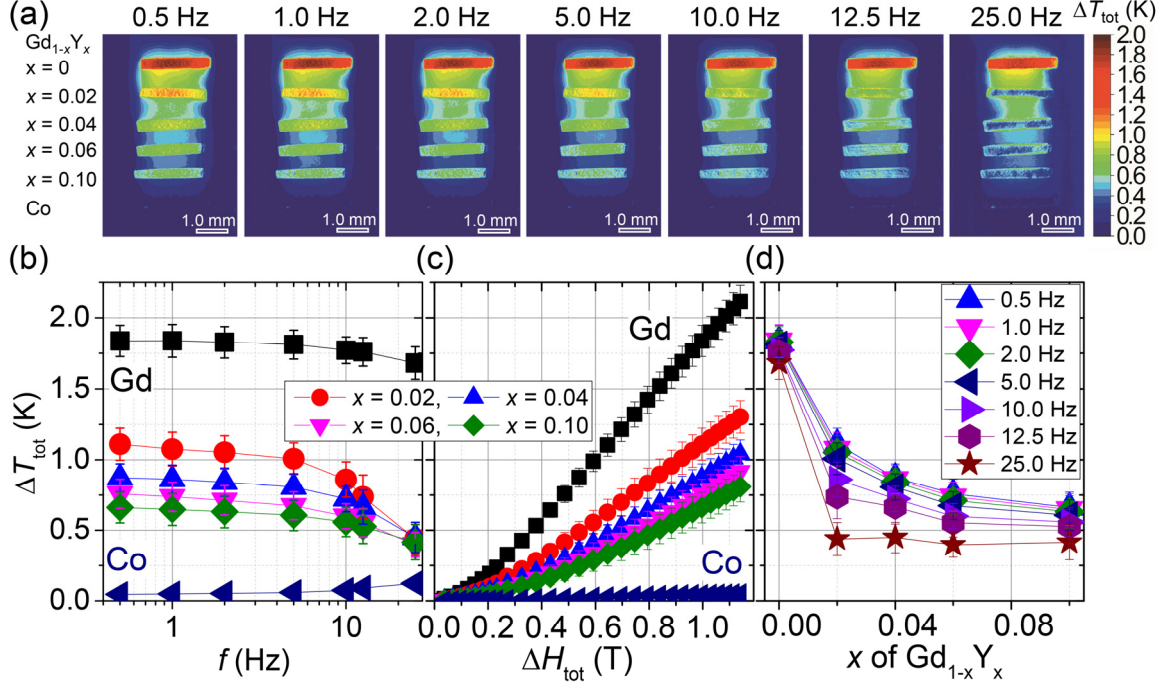 (a)
0.5 Hz 1.0 Hz 2.0 Hz 5.0 Hz 10.0 Hz 12.5 Hz 25.0 Hz ΔT_tot (K)
Gd_1-xY_x
x = 0
x = 0.02
x = 0.04
x = 0.06
x = 0.10
Co
1.0 mm 1.0 mm 1.0 mm 1.0 mm 1.0 mm 1.0 mm 1.0 mm
2.0
1.8
1.6
1.4
1.2
1.0
0.8
0.6
0.4
0.2
0.0
(b)
ΔT_tot (K)
2.0
1.5
1.0
0.5
0.0
Gd
Co
1 10
f (Hz)
x = 0.02, x = 0.04
x = 0.06, x = 0.10
(c)
Gd
Co
0.0 0.2 0.4 0.6 0.8 1.0
ΔH_tot (T)
(d)
0.5 Hz
1.0 Hz
2.0 Hz
5.0 Hz
10.0 Hz
12.5 Hz
25.0 Hz
0.00 0.04 0.08
x of Gd_1-xY_x